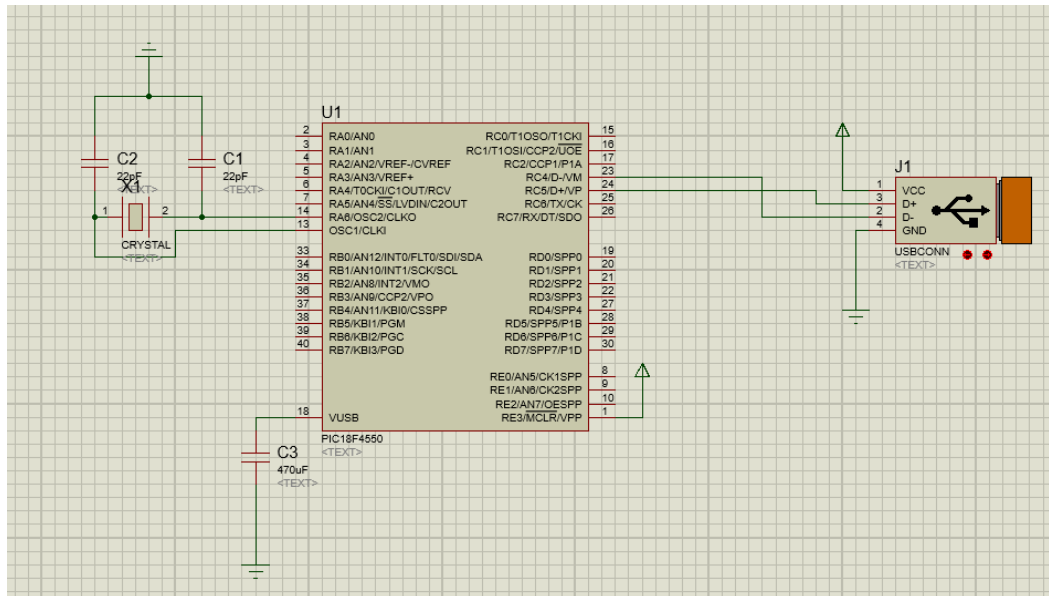 U1
2 RA0/AN0 RC0/T1OSO/T1CKI 15
3 RA1/AN1 RC1/T1OSI/CCP2/UOE 16
4 RA2/AN2/VREF-/CVREF RC2/CCP1/P1A 17
5 RA3/AN3/VREF+ RC4/D-/VM 23
6 RA4/T0CKI/C1OUT/RCV RC5/D+/VP 24
7 RA5/AN4/SS/LVDIN/C2OUT RC6/TX/CK 25
14 RA6/OSC2/CLKO RC7/RX/DT/SDO 26
13 OSC1/CLKI
33 RB0/AN12/INT0/FLT0/SDI/SDA RD0/SPP0 19
34 RB1/AN10/INT1/SCK/SCL RD1/SPP1 20
35 RB2/AN8/INT2/VMO RD2/SPP2 21
36 RB3/AN9/CCP2/VPO RD3/SPP3 22
37 RB4/AN11/KBI0/CSSPP RD4/SPP4 27
38 RB5/KBI1/PGM RD5/SPP5/P1B 28
39 RB6/KBI2/PGC RD6/SPP6/P1C 29
40 RB7/KBI3/PGD RD7/SPP7/P1D 30
RE0/AN5/CK1SPP 8
RE1/AN6/CK2SPP 9
RE2/AN7/OESPP 10
18 VUSB RE3/MCLR/VPP 1
PIC18F4550
<TEXT>
C2
22pF
C1
22pF
<TEXT>
X1
1 2
CRYSTAL
<TEXT>
C3
470uF
<TEXT>
J1
1 VCC
3 D+
2 D-
4 GND
USBCONN
<TEXT>